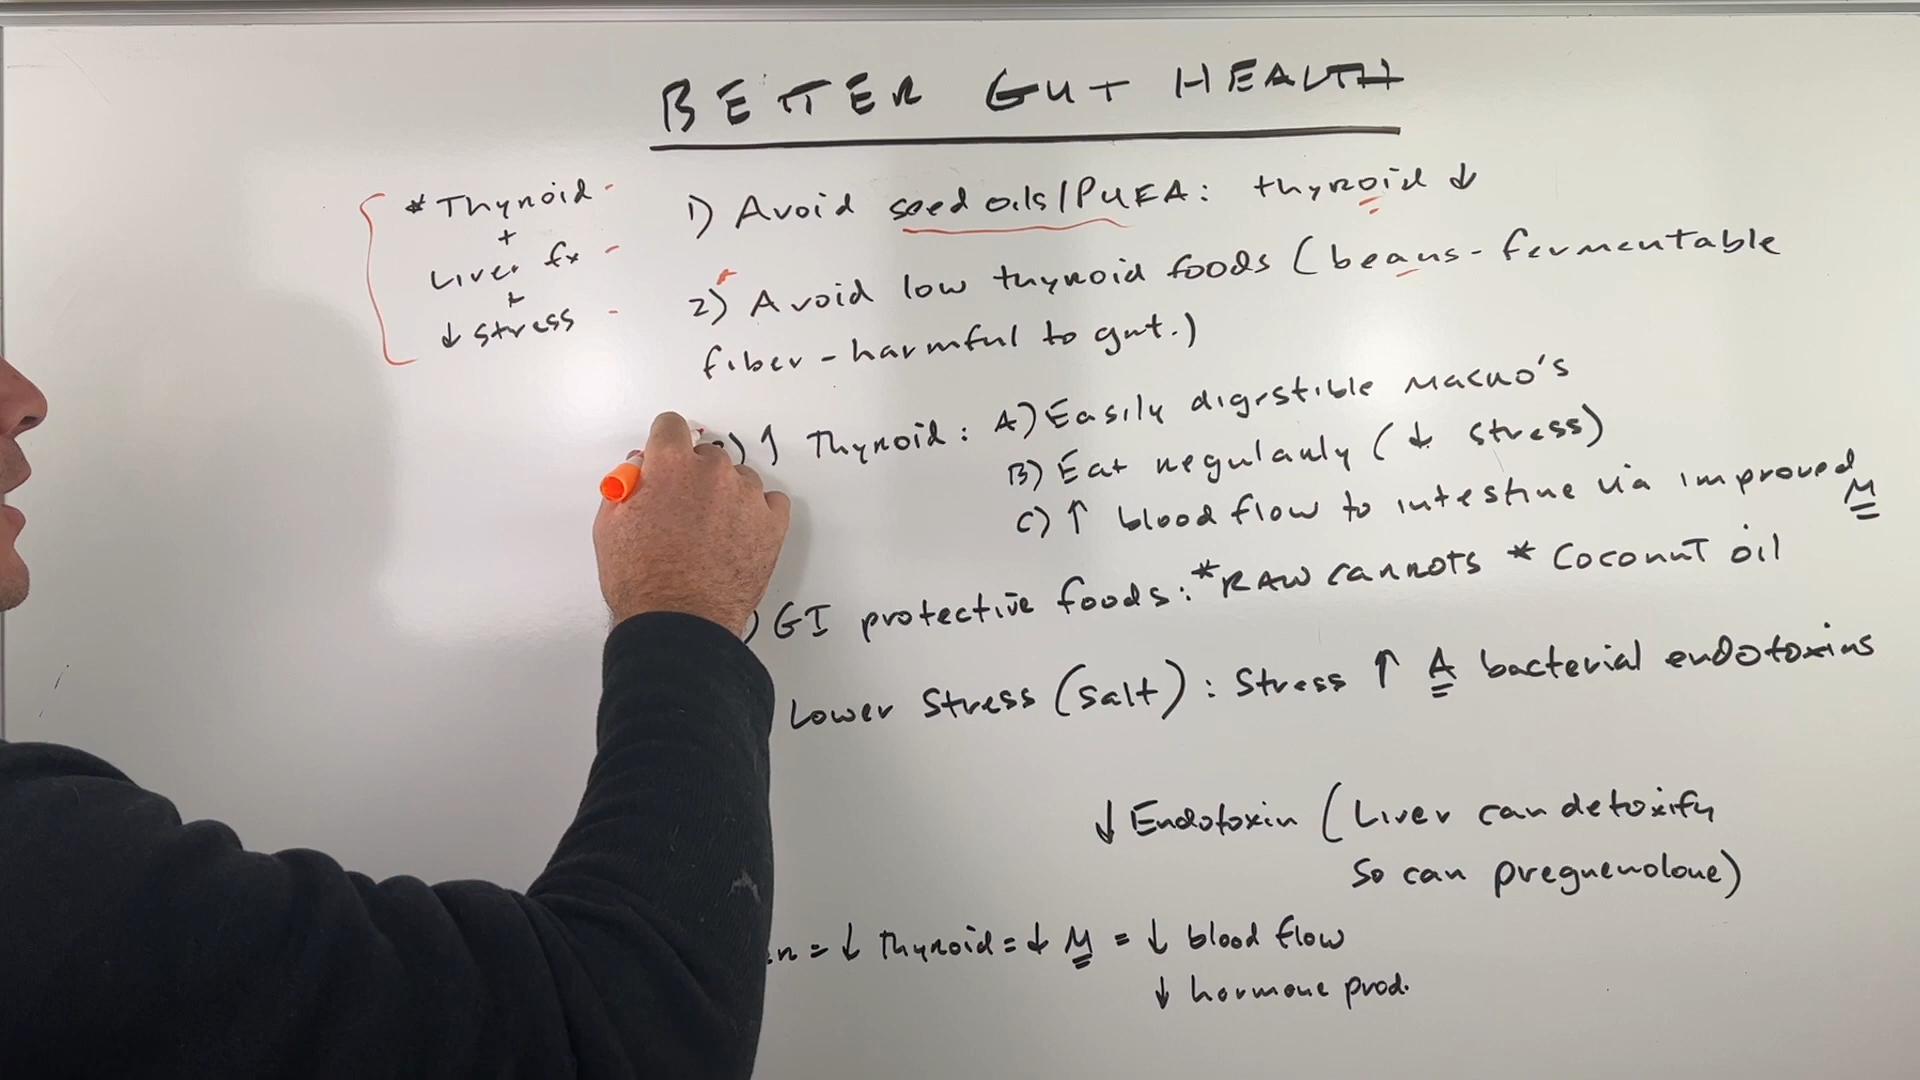 BETTER GUT HEALTH
* Thyroid -
+
Liver fx -
+
↓ stress -
1) Avoid seed oils/PUFA: thyroid ↓
2) Avoid low thyroid foods (beans - fermentable
fiber - harmful to gut.)
) ↑ Thyroid: A) Easily digestible macro's
B) Eat regularly (↓ stress)
C) ↑ blood flow to intestine via improved M
) GI protective foods: * RAW carrots * Coconut oil
Lower Stress (Salt): Stress ↑ A bacterial endotoxins
↓ Endotoxin (Liver can detoxify
So can pregnenolone)
n = ↓ Thyroid = ↓ M = ↓ blood flow
↓ hormone prod.